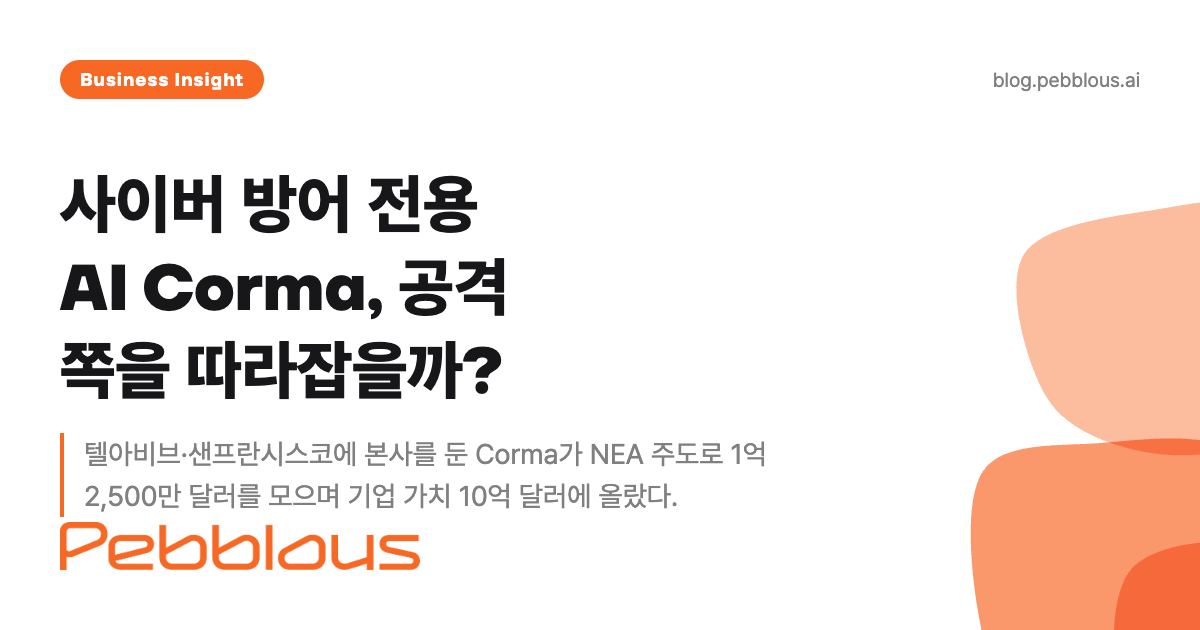 Business Insight
blog.pebblous.ai
사이버 방어 전용
AI Corma, 공격
쪽을 따라잡을까?
텔아비브·샌프란시스코에 본사를 둔 Corma가 NEA 주도로 1억
2,500만 달러를 모으며 기업 가치 10억 달러에 올랐다.
Pebblous